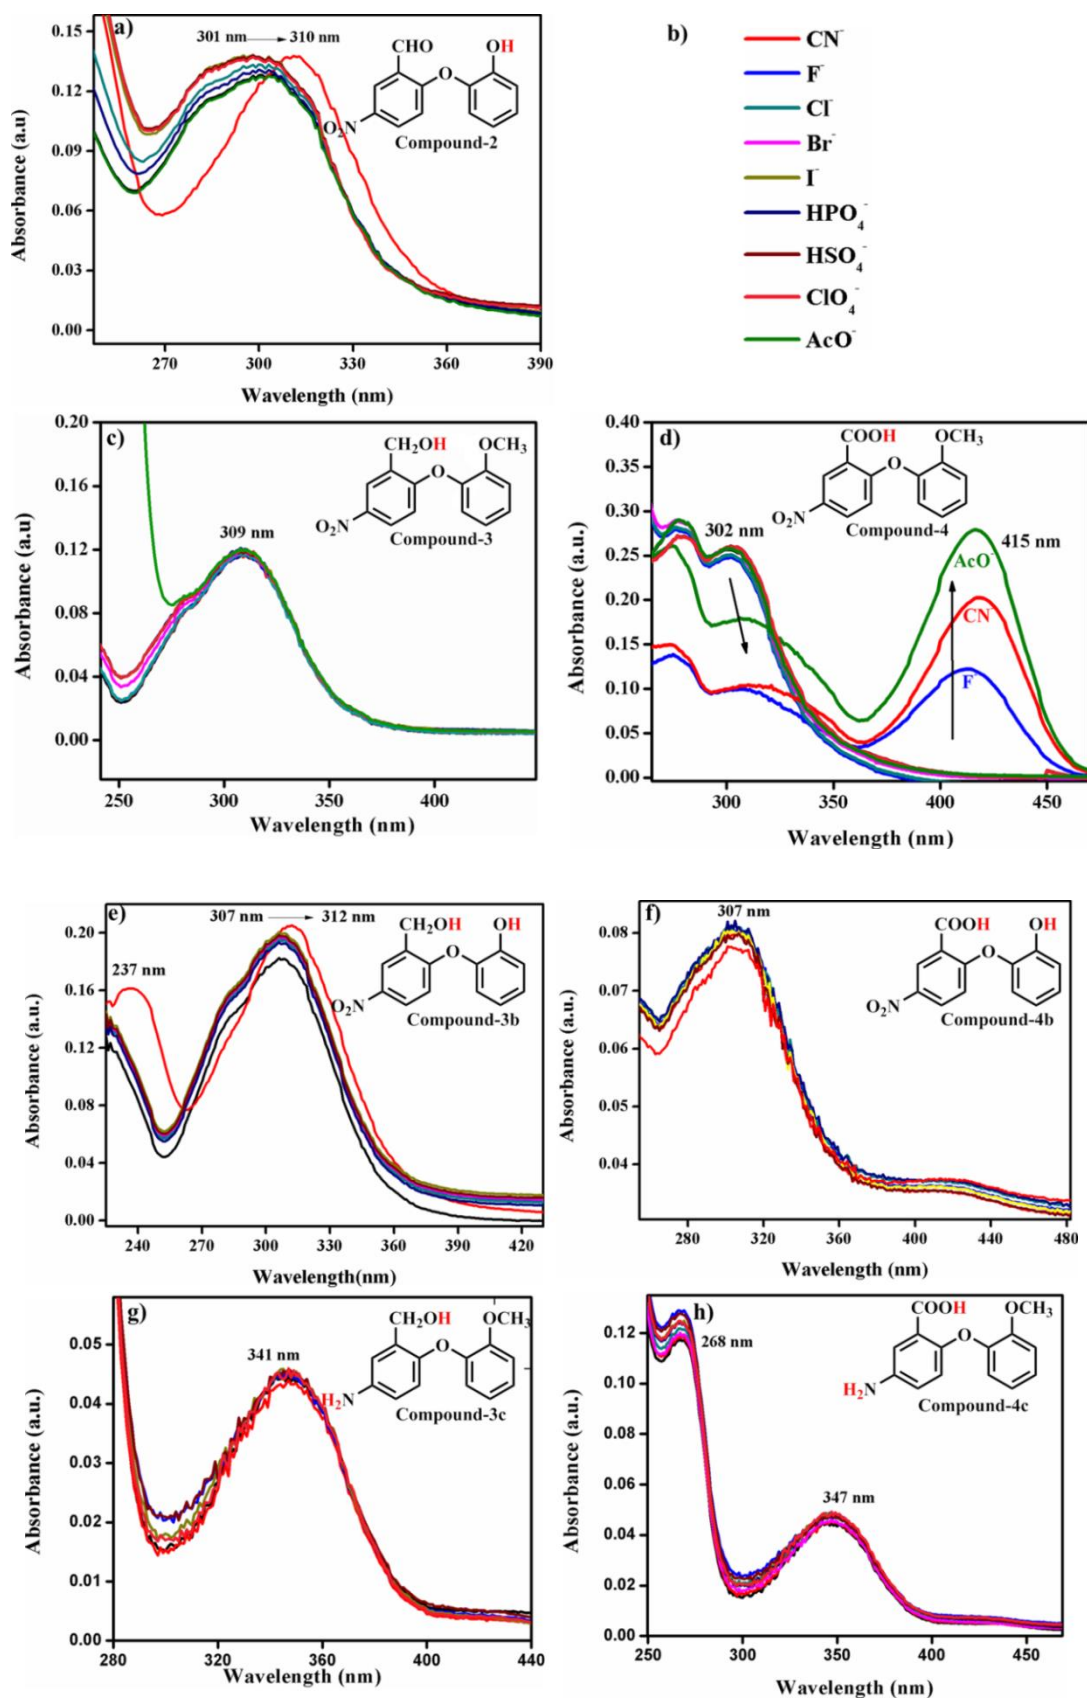 a)
301 nm → 310 nm
CHO
OH
O
O₂N
Compound-2
0.15
0.12
0.09
0.06
0.03
0.00
Absorbance (a.u)
270 300 330 360 390
Wavelength (nm)
b)
CN⁻
F⁻
Cl⁻
Br⁻
I⁻
HPO₄⁻
HSO₄⁻
ClO₄⁻
AcO⁻
c)
CH₂OH
OCH₃
O
O₂N
309 nm
Compound-3
0.20
0.16
0.12
0.08
0.04
0.00
Absorbance (a.u)
250 300 350 400
Wavelength (nm)
d)
COOH
OCH₃
O
O₂N
Compound-4
302 nm
415 nm
AcO⁻
CN⁻
F⁻
0.40
0.35
0.30
0.25
0.20
0.15
0.10
0.05
0.00
Absorbance (a.u)
300 350 400 450
Wavelength (nm)
e)
307 nm → 312 nm
CH₂OH
OH
O
237 nm
O₂N
Compound-3b
0.20
0.16
0.12
0.08
0.04
0.00
Absorbance (a.u.)
240 270 300 330 360 390 420
Wavelength(nm)
f)
307 nm
COOH
OH
O
O₂N
Compound-4b
0.09
0.08
0.07
0.06
0.05
0.04
Absorbance (a.u.)
280 320 360 400 440 480
Wavelength (nm)
g)
CH₂OH
OCH₃
O
341 nm
H₂N
Compound-3c
0.05
0.04
0.03
0.02
0.01
0.00
Absorbance (a.u.)
280 320 360 400 440
Wavelength (nm)
h)
COOH
OCH₃
O
268 nm
H₂N
Compound-4c
347 nm
0.12
0.10
0.08
0.06
0.04
0.02
0.00
Absorbance (a.u.)
250 300 350 400 450
Wavelength (nm)